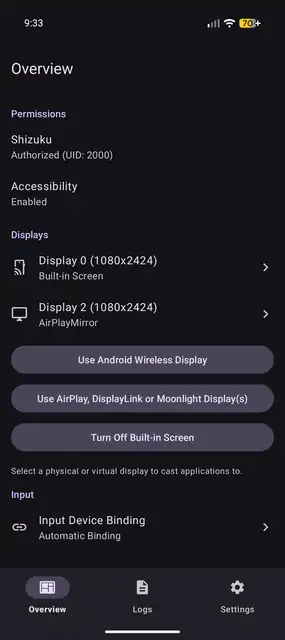 9:33
70+
Overview
Permissions
Shizuku
Authorized (UID: 2000)
Accessibility
Enabled
Displays
Display 0 (1080x2424)
Built-in Screen
Display 2 (1080x2424)
AirPlayMirror
Use Android Wireless Display
Use AirPlay, DisplayLink or Moonlight Display(s)
Turn Off Built-in Screen
Select a physical or virtual display to cast applications to.
Input
Input Device Binding
Automatic Binding
Overview
Logs
Settings